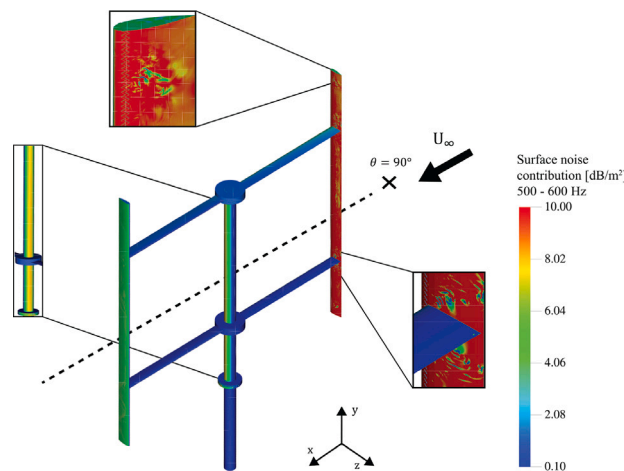 U∞
θ = 90°
Surface noise
contribution [dB/m²]
500 - 600 Hz
10.00
8.02
6.04
4.06
2.08
0.10
y
x
z